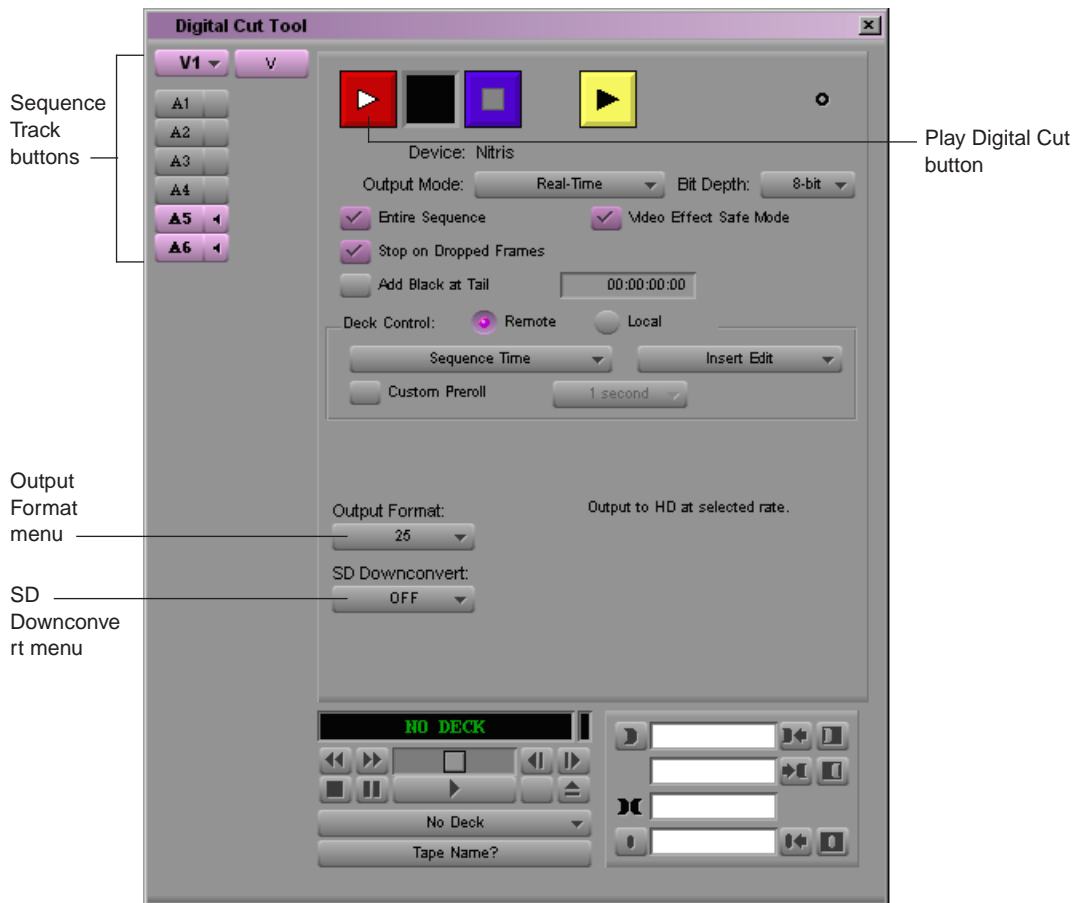 Digital Cut Tool
V1 V
A1
A2
A3
A4
A5
A6
Sequence
Track
buttons
Play Digital Cut
button
Device: Nitris
Output Mode: Real-Time Bit Depth: 8-bit
Entire Sequence Video Effect Safe Mode
Stop on Dropped Frames
Add Black at Tail 00:00:00:00
Deck Control: Remote Local
Sequence Time Insert Edit
Custom Preroll 1 second
Output
Format
menu
Output Format: Output to HD at selected rate.
25
SD Downconvert:
OFF
SD
Downconve
rt menu
NO DECK
No Deck
Tape Name?